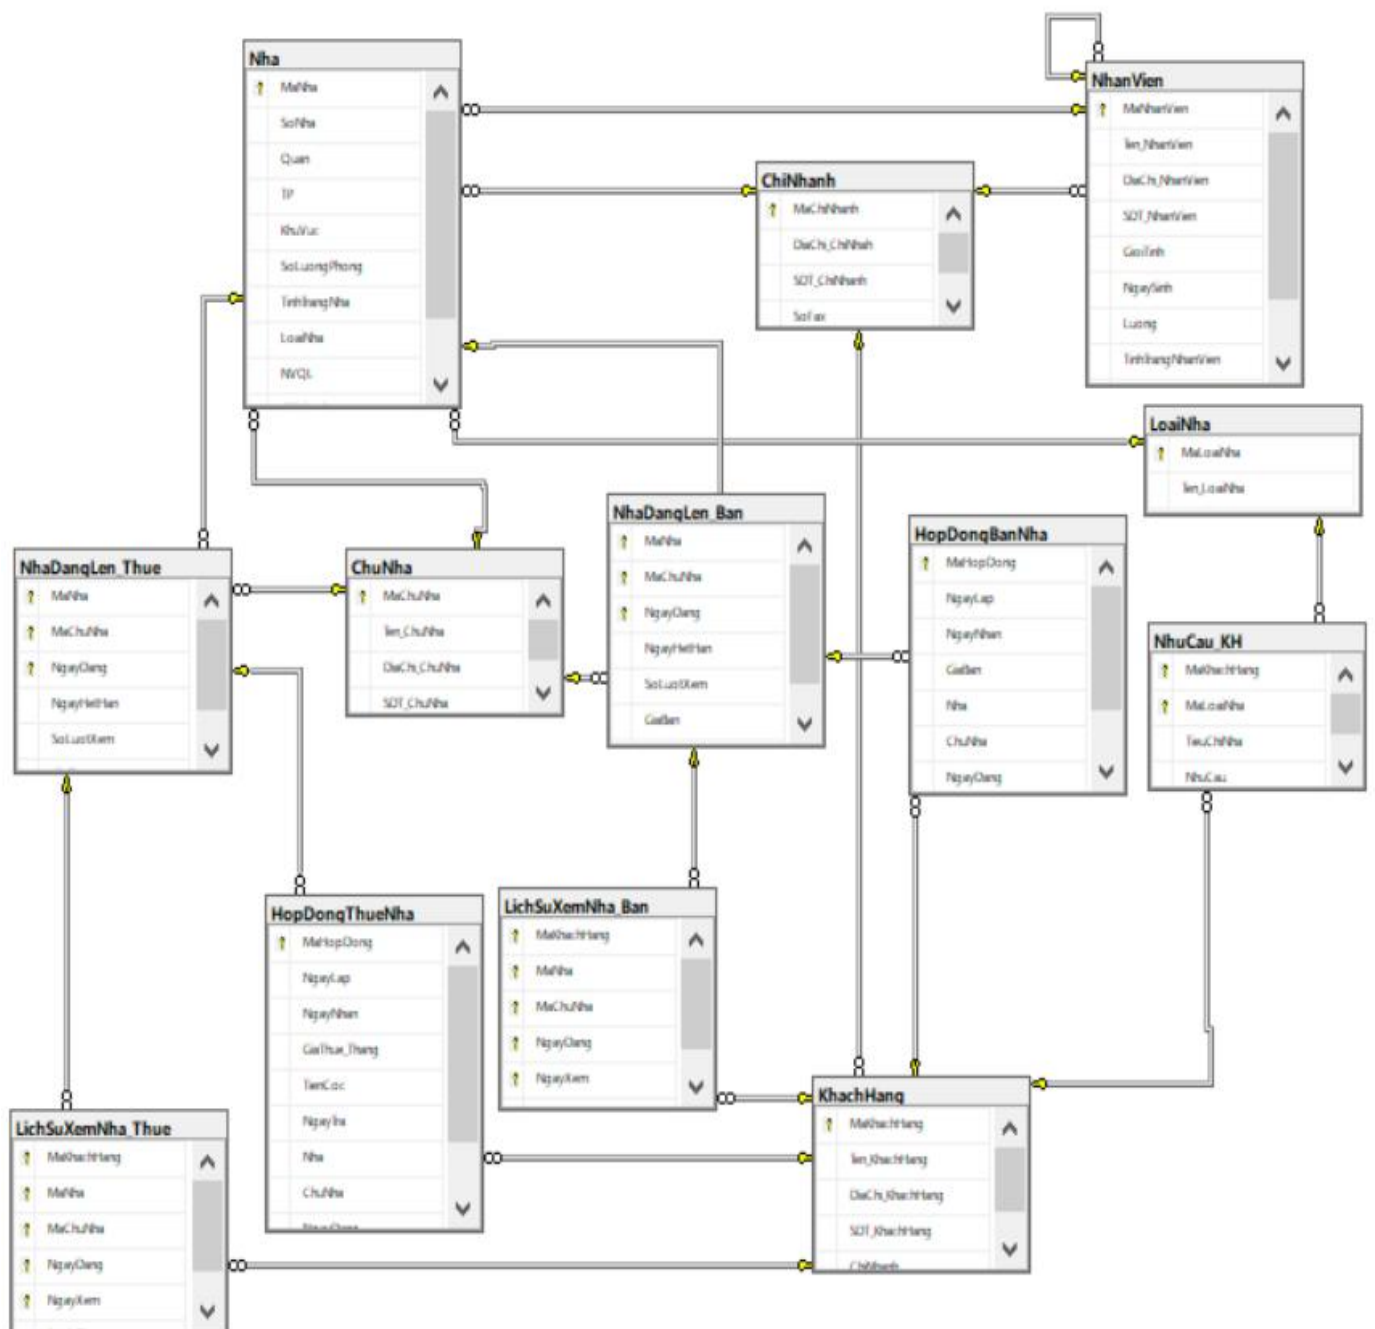 Nha
MaNha
SoNha
Quan
TP
KhuVuc
SoLuongPhong
TinhTrangNha
LoaiNha
NVQL
NhanVien
MaNhanVien
Ten_NhanVien
DiaChi_NhanVien
SDT_NhanVien
GioiTinh
NgaySinh
Luong
TinhTrangNhanVien
ChiNhanh
MaChiNhanh
DiaChi_ChiNhah
SDT_ChiNhanh
SoFax
LoaiNha
MaLoaiNha
Ten_LoaiNha
NhaDangLen_Ban
MaNha
MaChuNha
NgayDang
NgayHetHan
SoLuotXem
GiaBan
HopDongBanNha
MaHopDong
NgayLap
NgayNhan
GiaBan
Nha
ChuNha
NgayDang
NhaDangLen_Thue
MaNha
MaChuNha
NgayDang
NgayHetHan
SoLuotXem
ChuNha
MaChuNha
Ten_ChuNha
DiaChi_ChuNha
SDT_ChuNha
NhuCau_KH
MaKhachHang
MaLoaiNha
TieuChiNha
NhuCau
HopDongThueNha
MaHopDong
NgayLap
NgayNhan
GiaThue_Thang
TienCoc
NgayTra
Nha
ChuNha
NgayDang
LichSuXemNha_Ban
MaKhachHang
MaNha
MaChuNha
NgayDang
NgayXem
KhachHang
MaKhachHang
Ten_KhachHang
DiaChi_KhachHang
SDT_KhachHang
ChiNhanh
LichSuXemNha_Thue
MaKhachHang
MaNha
MaChuNha
NgayDang
NgayXem